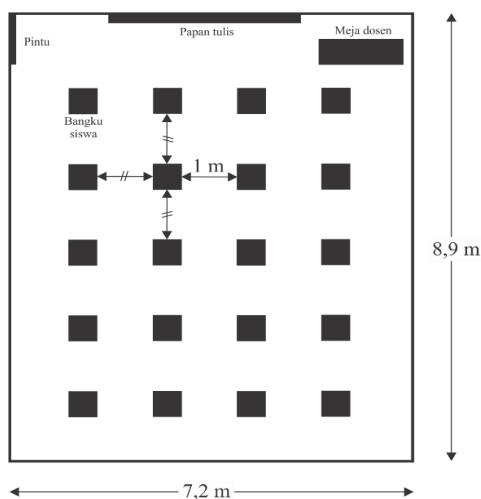 Papan tulis
Meja dosen
Pintu
Bangku
siswa
1 m
8,9 m
7,2 m